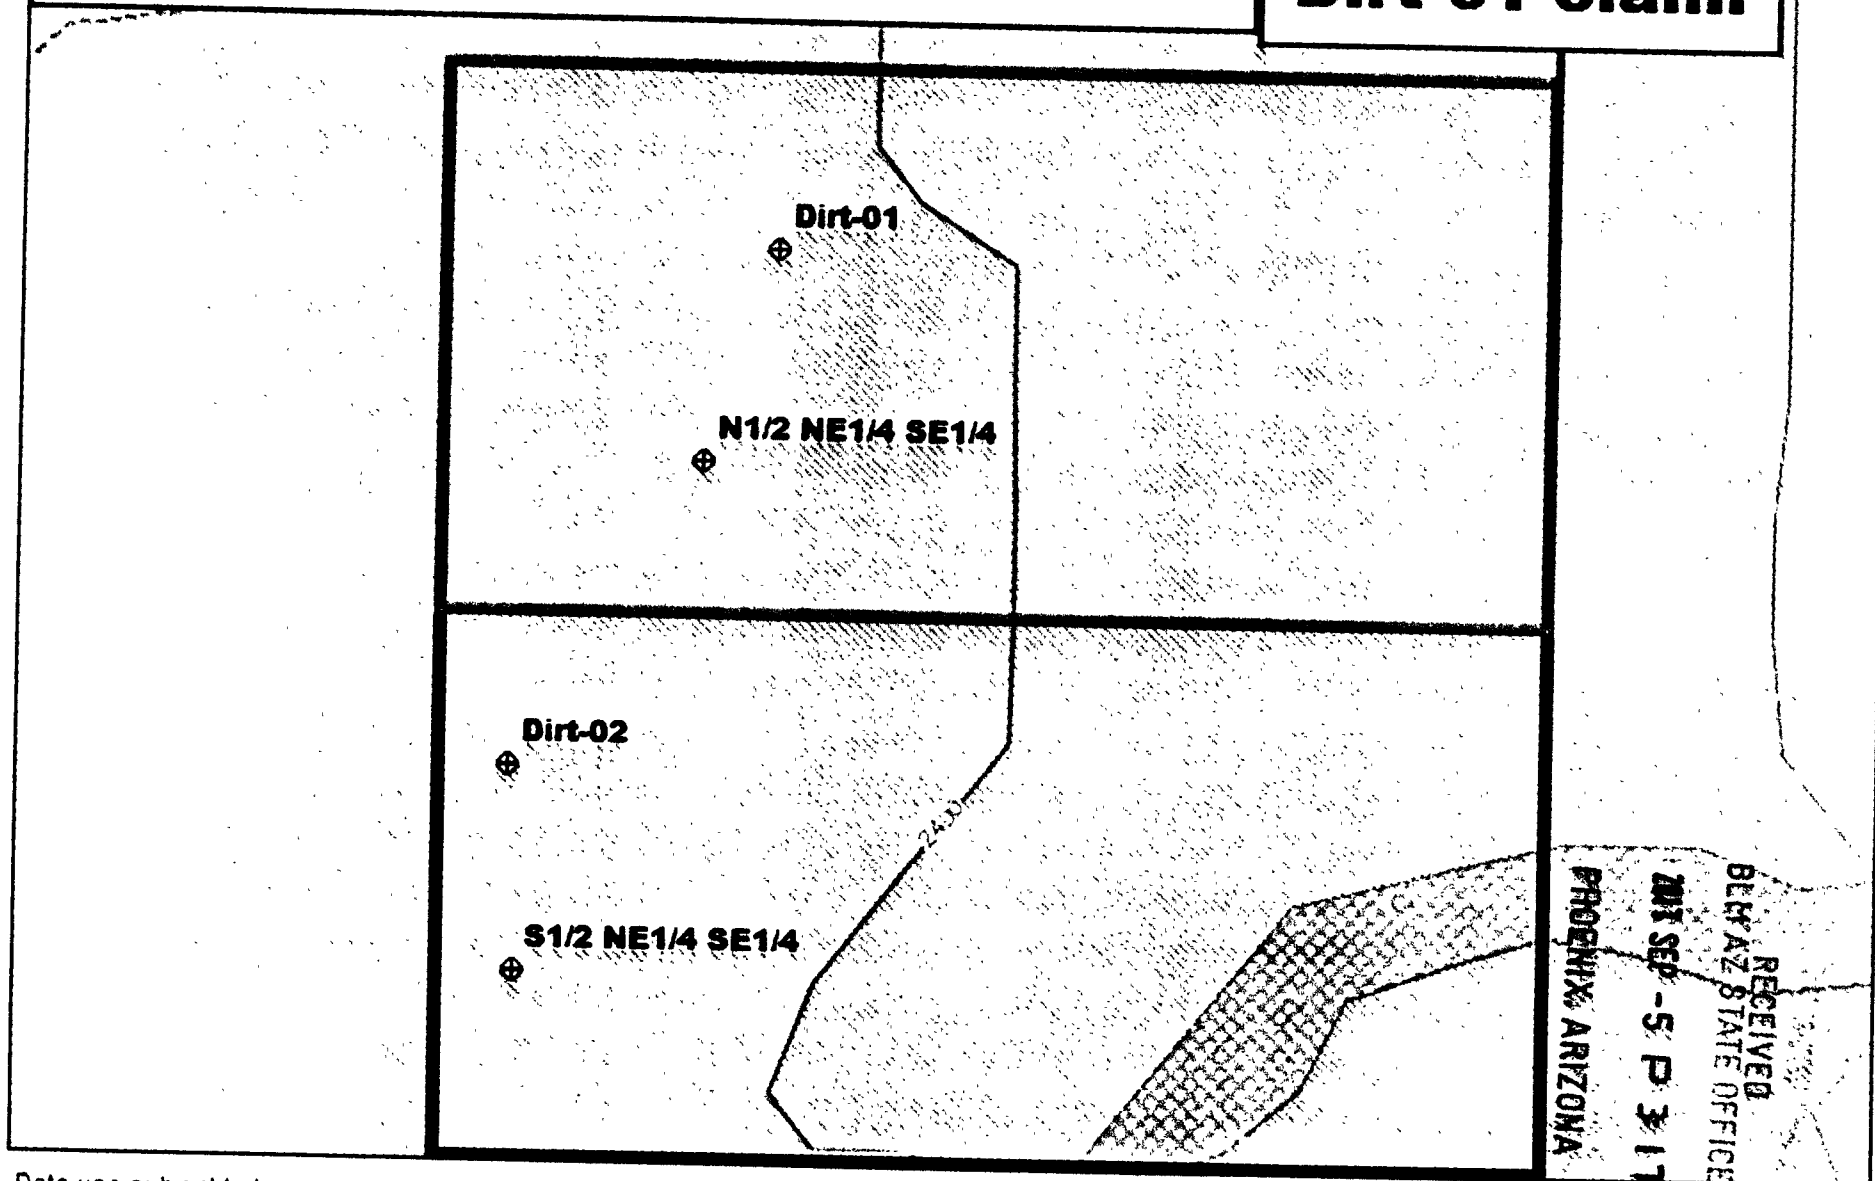 Dirt-01 Claim
Dirt-01
N1/2 NE1/4 SE1/4
Dirt-02
S1/2 NE1/4 SE1/4
RECEIVED
BLM AZ STATE OFFICE
SEP -5 P 3 17
PHOENIX, ARIZONA